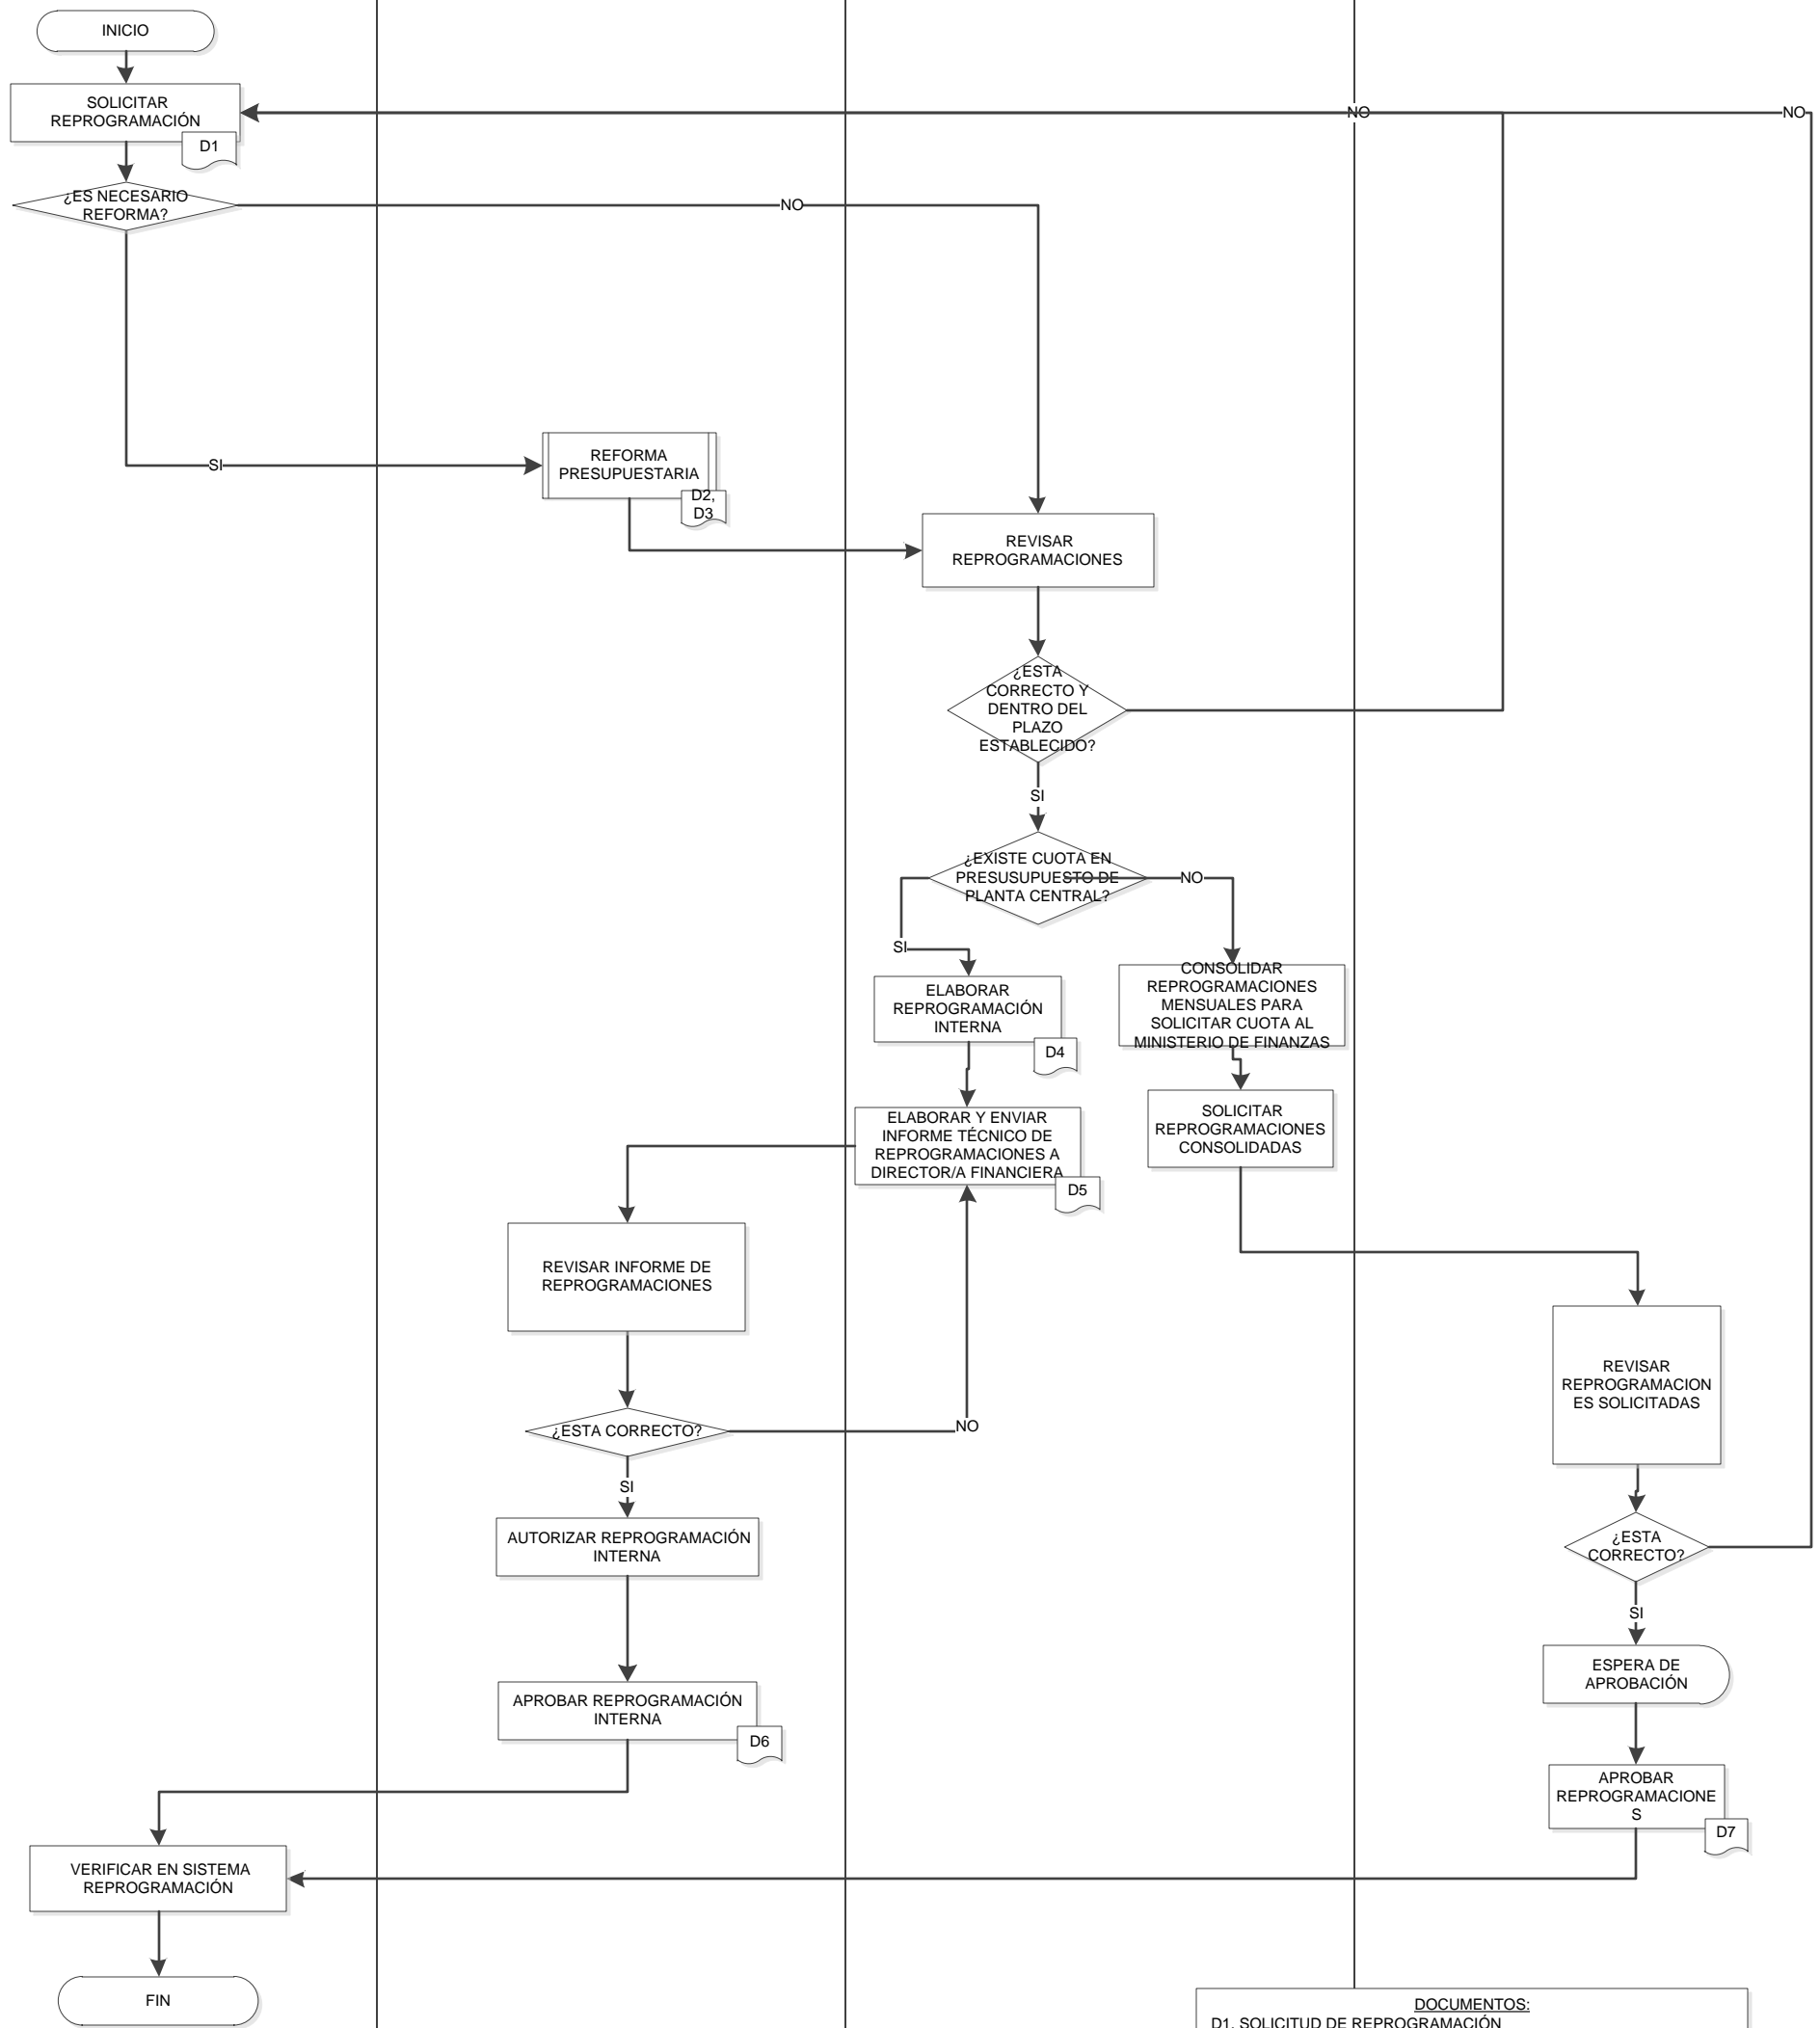 INICIO
SOLICITAR
REPROGRAMACIÓN
D1
NO
NO
¿ES NECESARIO
REFORMA?
NO
SI
REFORMA
PRESUPUESTARIA
D2,
D3
REVISAR
REPROGRAMACIONES
¿ESTA
CORRECTO Y
DENTRO DEL
PLAZO
ESTABLECIDO?
SI
¿EXISTE CUOTA EN
PRESUSUPUESTO DE
PLANTA CENTRAL?
NO
SI
ELABORAR
REPROGRAMACIÓN
INTERNA
D4
CONSOLIDAR
REPROGRAMACIONES
MENSUALES PARA
SOLICITAR CUOTA AL
MINISTERIO DE FINANZAS
ELABORAR Y ENVIAR
INFORME TÉCNICO DE
REPROGRAMACIONES A
DIRECTOR/A FINANCIERA
D5
SOLICITAR
REPROGRAMACIONES
CONSOLIDADAS
REVISAR INFORME DE
REPROGRAMACIONES
REVISAR
REPROGRAMACION
ES SOLICITADAS
¿ESTA CORRECTO?
NO
SI
AUTORIZAR REPROGRAMACIÓN
INTERNA
¿ESTA
CORRECTO?
SI
ESPERA DE
APROBACIÓN
APROBAR REPROGRAMACIÓN
INTERNA
D6
APROBAR
REPROGRAMACIONE
S
D7
VERIFICAR EN SISTEMA
REPROGRAMACIÓN
FIN
DOCUMENTOS:
D1. SOLICITUD DE REPROGRAMACIÓN